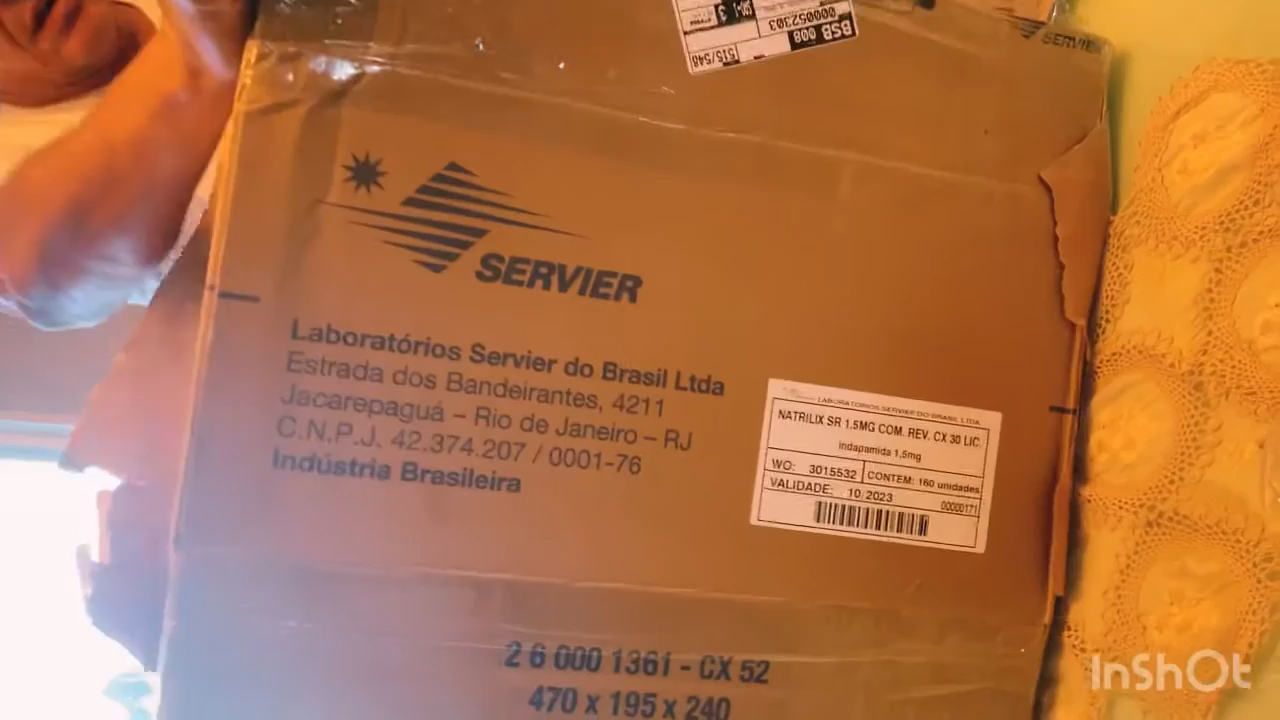 515/548
BSB 008
000052303
3
SERVIER
SERVIER
Laboratórios Servier do Brasil Ltda
Estrada dos Bandeirantes, 4211
Jacarepaguá – Rio de Janeiro – RJ
C.N.P.J. 42.374.207 / 0001-76
Indústria Brasileira
LABORATORIOS SERVIER DO BRASIL LTDA.
NATRILIX SR 1,5MG COM. REV. CX 30 LIC.
indapamida 1,5mg
WO: 3015532 CONTEM: 160 unidades
VALIDADE: 10/2023
00000171
2 6 000 1361 - CX 52
470 x 195 x 240
InShOt